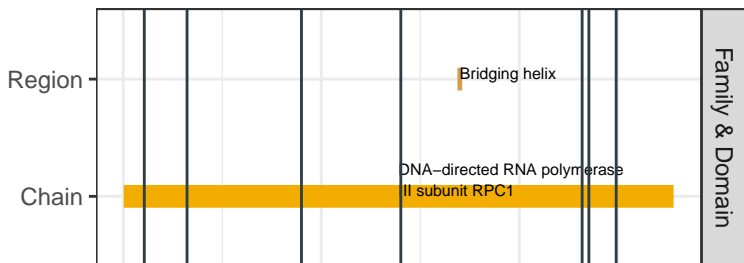 Region
Bridging helix
Family & Domain
DNA−directed RNA polymerase
Chain
II subunit RPC1